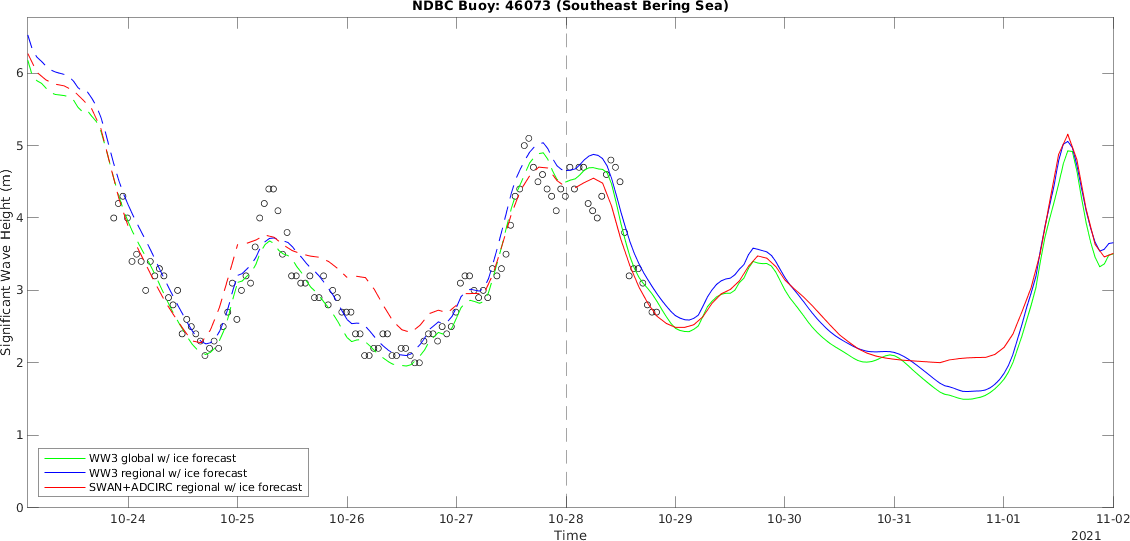 NDBC Buoy: 46073 (Southeast Bering Sea)
Significant Wave Height (m)
6
5
4
3
2
1
0
WW3 global w/ ice forecast
WW3 regional w/ ice forecast
SWAN+ADCIRC regional w/ ice forecast
10-24 10-25 10-26 10-27 10-28 10-29 10-30 10-31 11-01 11-02
Time
2021